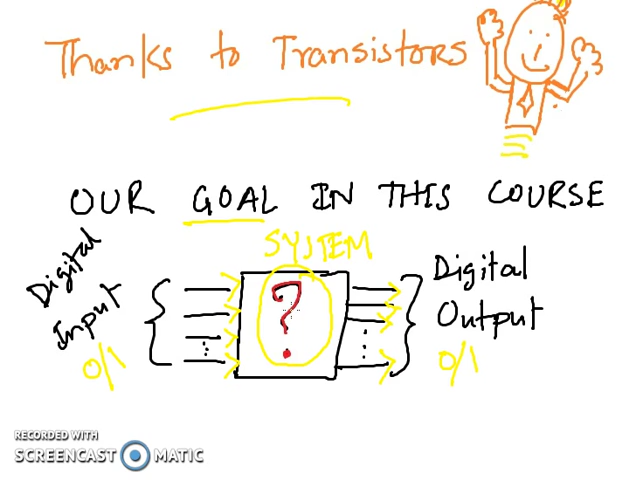 Thanks to Transistors
OUR GOAL IN THIS COURSE
SYSTEM
Digital
Input
0/1
?
Digital
Output
0/1
RECORDED WITH
SCREENCAST MATIC